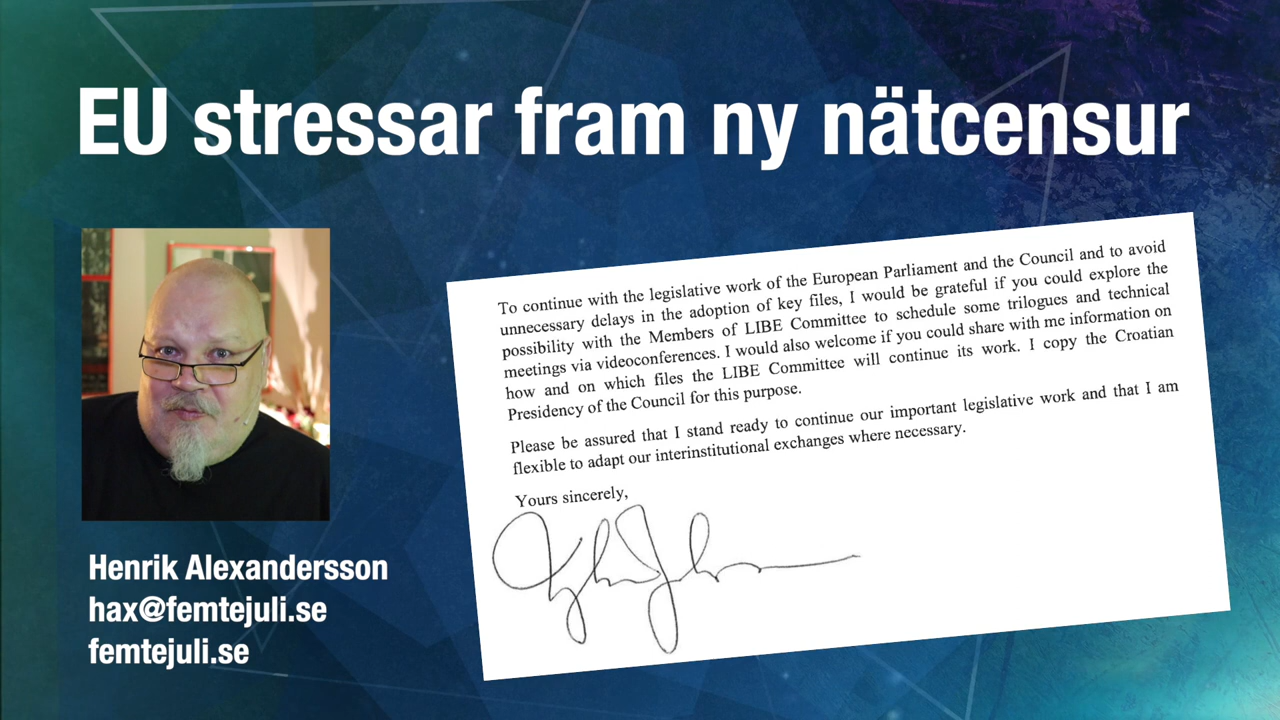 EU stressar fram ny nätcensur
To continue with the legislative work of the European Parliament and the Council and to avoid
unnecessary delays in the adoption of key files, I would be grateful if you could explore the
possibility with the Members of LIBE Committee to schedule some trilogues and technical
meetings via videoconferences. I would also welcome if you could share with me information on
how and on which files the LIBE Committee will continue its work. I copy the Croatian
Presidency of the Council for this purpose.
Please be assured that I stand ready to continue our important legislative work and that I am
flexible to adapt our interinstitutional exchanges where necessary.
Yours sincerely,
Henrik Alexandersson
hax@femtejuli.se
femtejuli.se